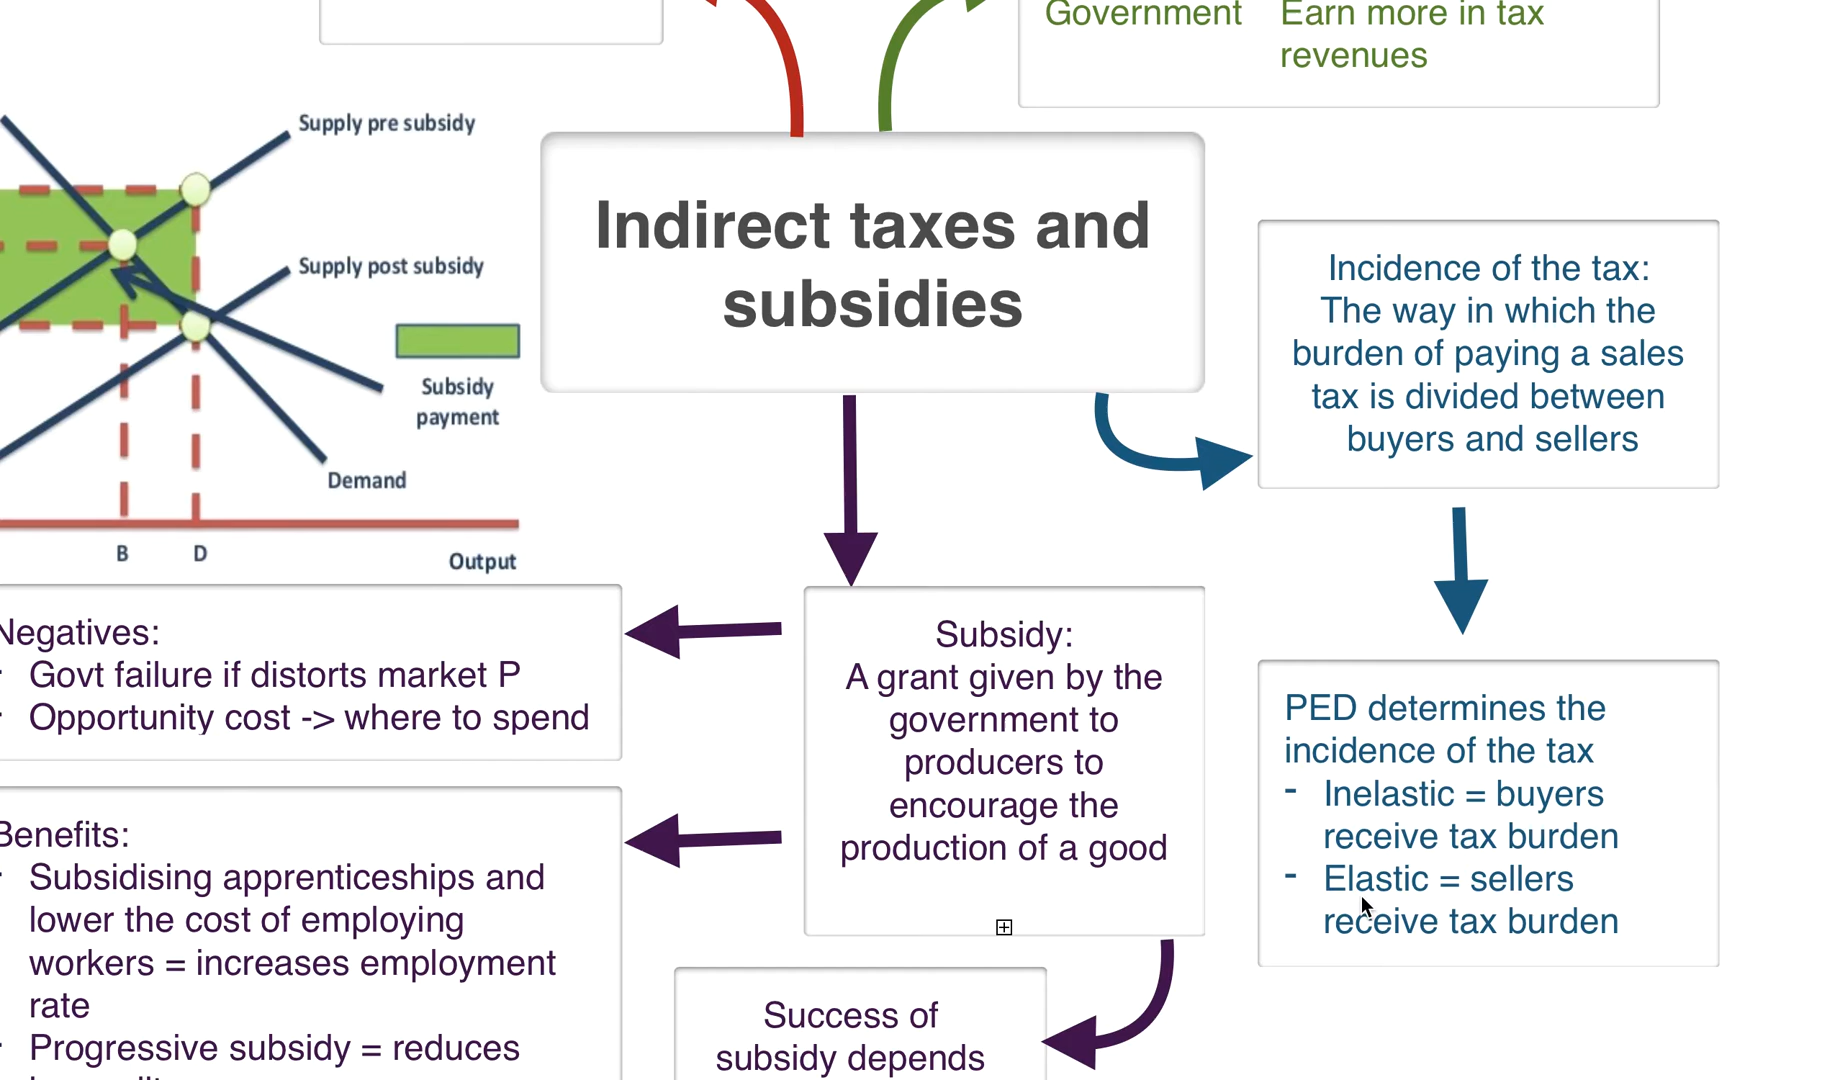 Government Earn more in tax
revenues
Supply pre subsidy
Supply post subsidy
Subsidy
payment
Demand
B D
Output
Indirect taxes and
subsidies
Incidence of the tax:
The way in which the
burden of paying a sales
tax is divided between
buyers and sellers
Negatives:
- Govt failure if distorts market P
- Opportunity cost -> where to spend
Benefits:
- Subsidising apprenticeships and
lower the cost of employing
workers = increases employment
rate
- Progressive subsidy = reduces
Subsidy:
A grant given by the
government to
producers to
encourage the
production of a good
Success of
subsidy depends
PED determines the
incidence of the tax
- Inelastic = buyers
receive tax burden
- Elastic = sellers
receive tax burden